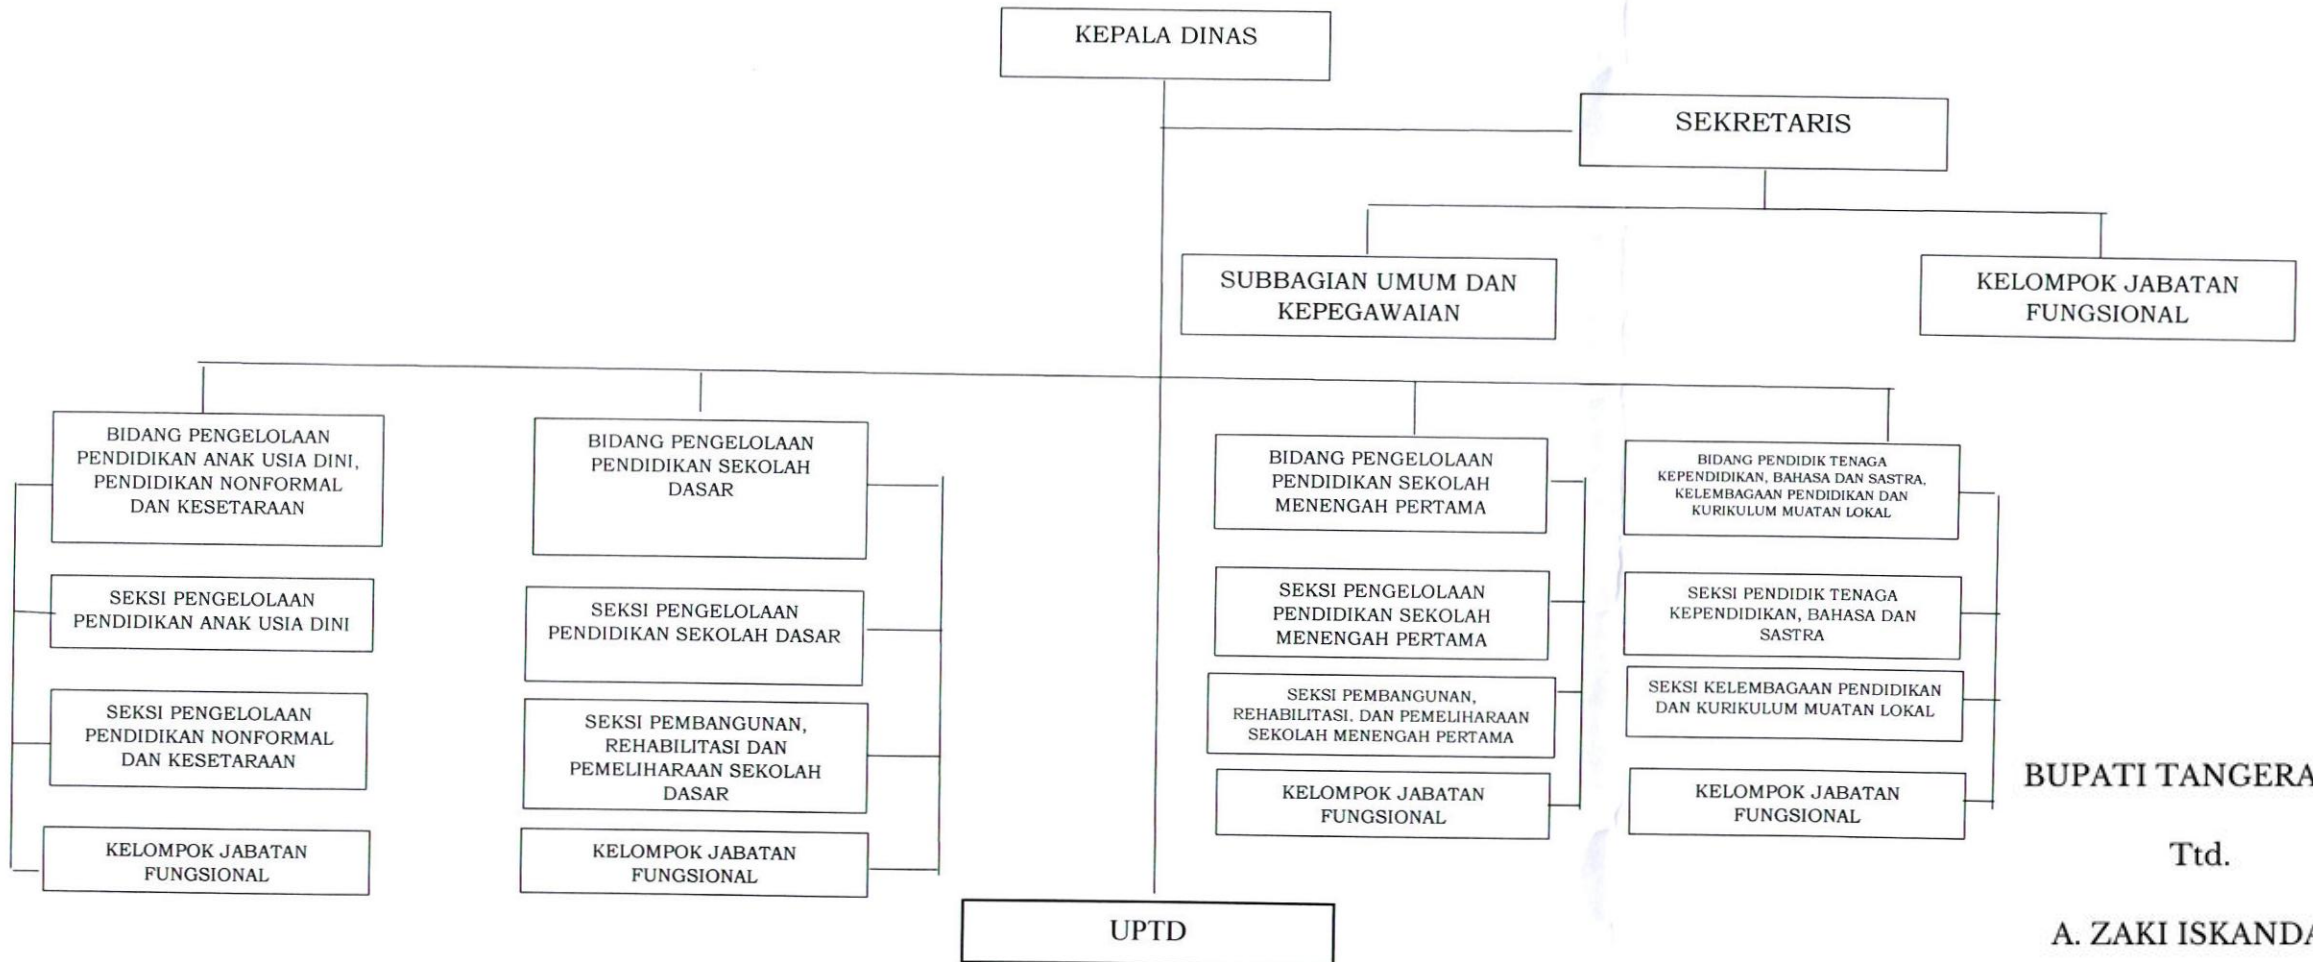 KEPALA DINAS
SEKRETARIS
SUBBAGIAN UMUM DAN
KEPEGAWAIAN
KELOMPOK JABATAN
FUNGSIONAL
BIDANG PENGELOLAAN
PENDIDIKAN ANAK USIA DINI,
PENDIDIKAN NONFORMAL
DAN KESETARAAN
SEKSI PENGELOLAAN
PENDIDIKAN ANAK USIA DINI
SEKSI PENGELOLAAN
PENDIDIKAN NONFORMAL
DAN KESETARAAN
KELOMPOK JABATAN
FUNGSIONAL
BIDANG PENGELOLAAN
PENDIDIKAN SEKOLAH
DASAR
SEKSI PENGELOLAAN
PENDIDIKAN SEKOLAH DASAR
SEKSI PEMBANGUNAN,
REHABILITASI DAN
PEMELIHARAAN SEKOLAH
DASAR
KELOMPOK JABATAN
FUNGSIONAL
BIDANG PENGELOLAAN
PENDIDIKAN SEKOLAH
MENENGAH PERTAMA
SEKSI PENGELOLAAN
PENDIDIKAN SEKOLAH
MENENGAH PERTAMA
SEKSI PEMBANGUNAN,
REHABILITASI, DAN PEMELIHARAAN
SEKOLAH MENENGAH PERTAMA
KELOMPOK JABATAN
FUNGSIONAL
BIDANG PENDIDIK TENAGA
KEPENDIDIKAN, BAHASA DAN SASTRA,
KELEMBAGAAN PENDIDIKAN DAN
KURIKULUM MUATAN LOKAL
SEKSI PENDIDIK TENAGA
KEPENDIDIKAN, BAHASA DAN
SASTRA
SEKSI KELEMBAGAAN PENDIDIKAN
DAN KURIKULUM MUATAN LOKAL
KELOMPOK JABATAN
FUNGSIONAL
UPTD
BUPATI TANGERA
Ttd.
A. ZAKI ISKANDA